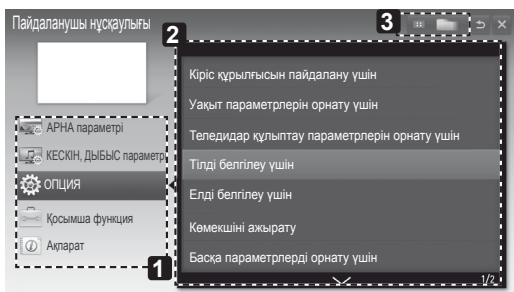 Пайдаланушы нұсқаулығы
3
2
АРНА параметрі
КЕСКІН, ДЫБЫС параметр
ОПЦИЯ
Қосымша функция
Ақпарат
1
Кіріс құрылғысын пайдалану үшін
Уақыт параметрлерін орнату үшін
Теледидар құлыптау параметрлерін орнату үшін
Тілді белгілеу үшін
Елді белгілеу үшін
Көмекшіні ажырату
Басқа параметрлерді орнату үшін
1/2